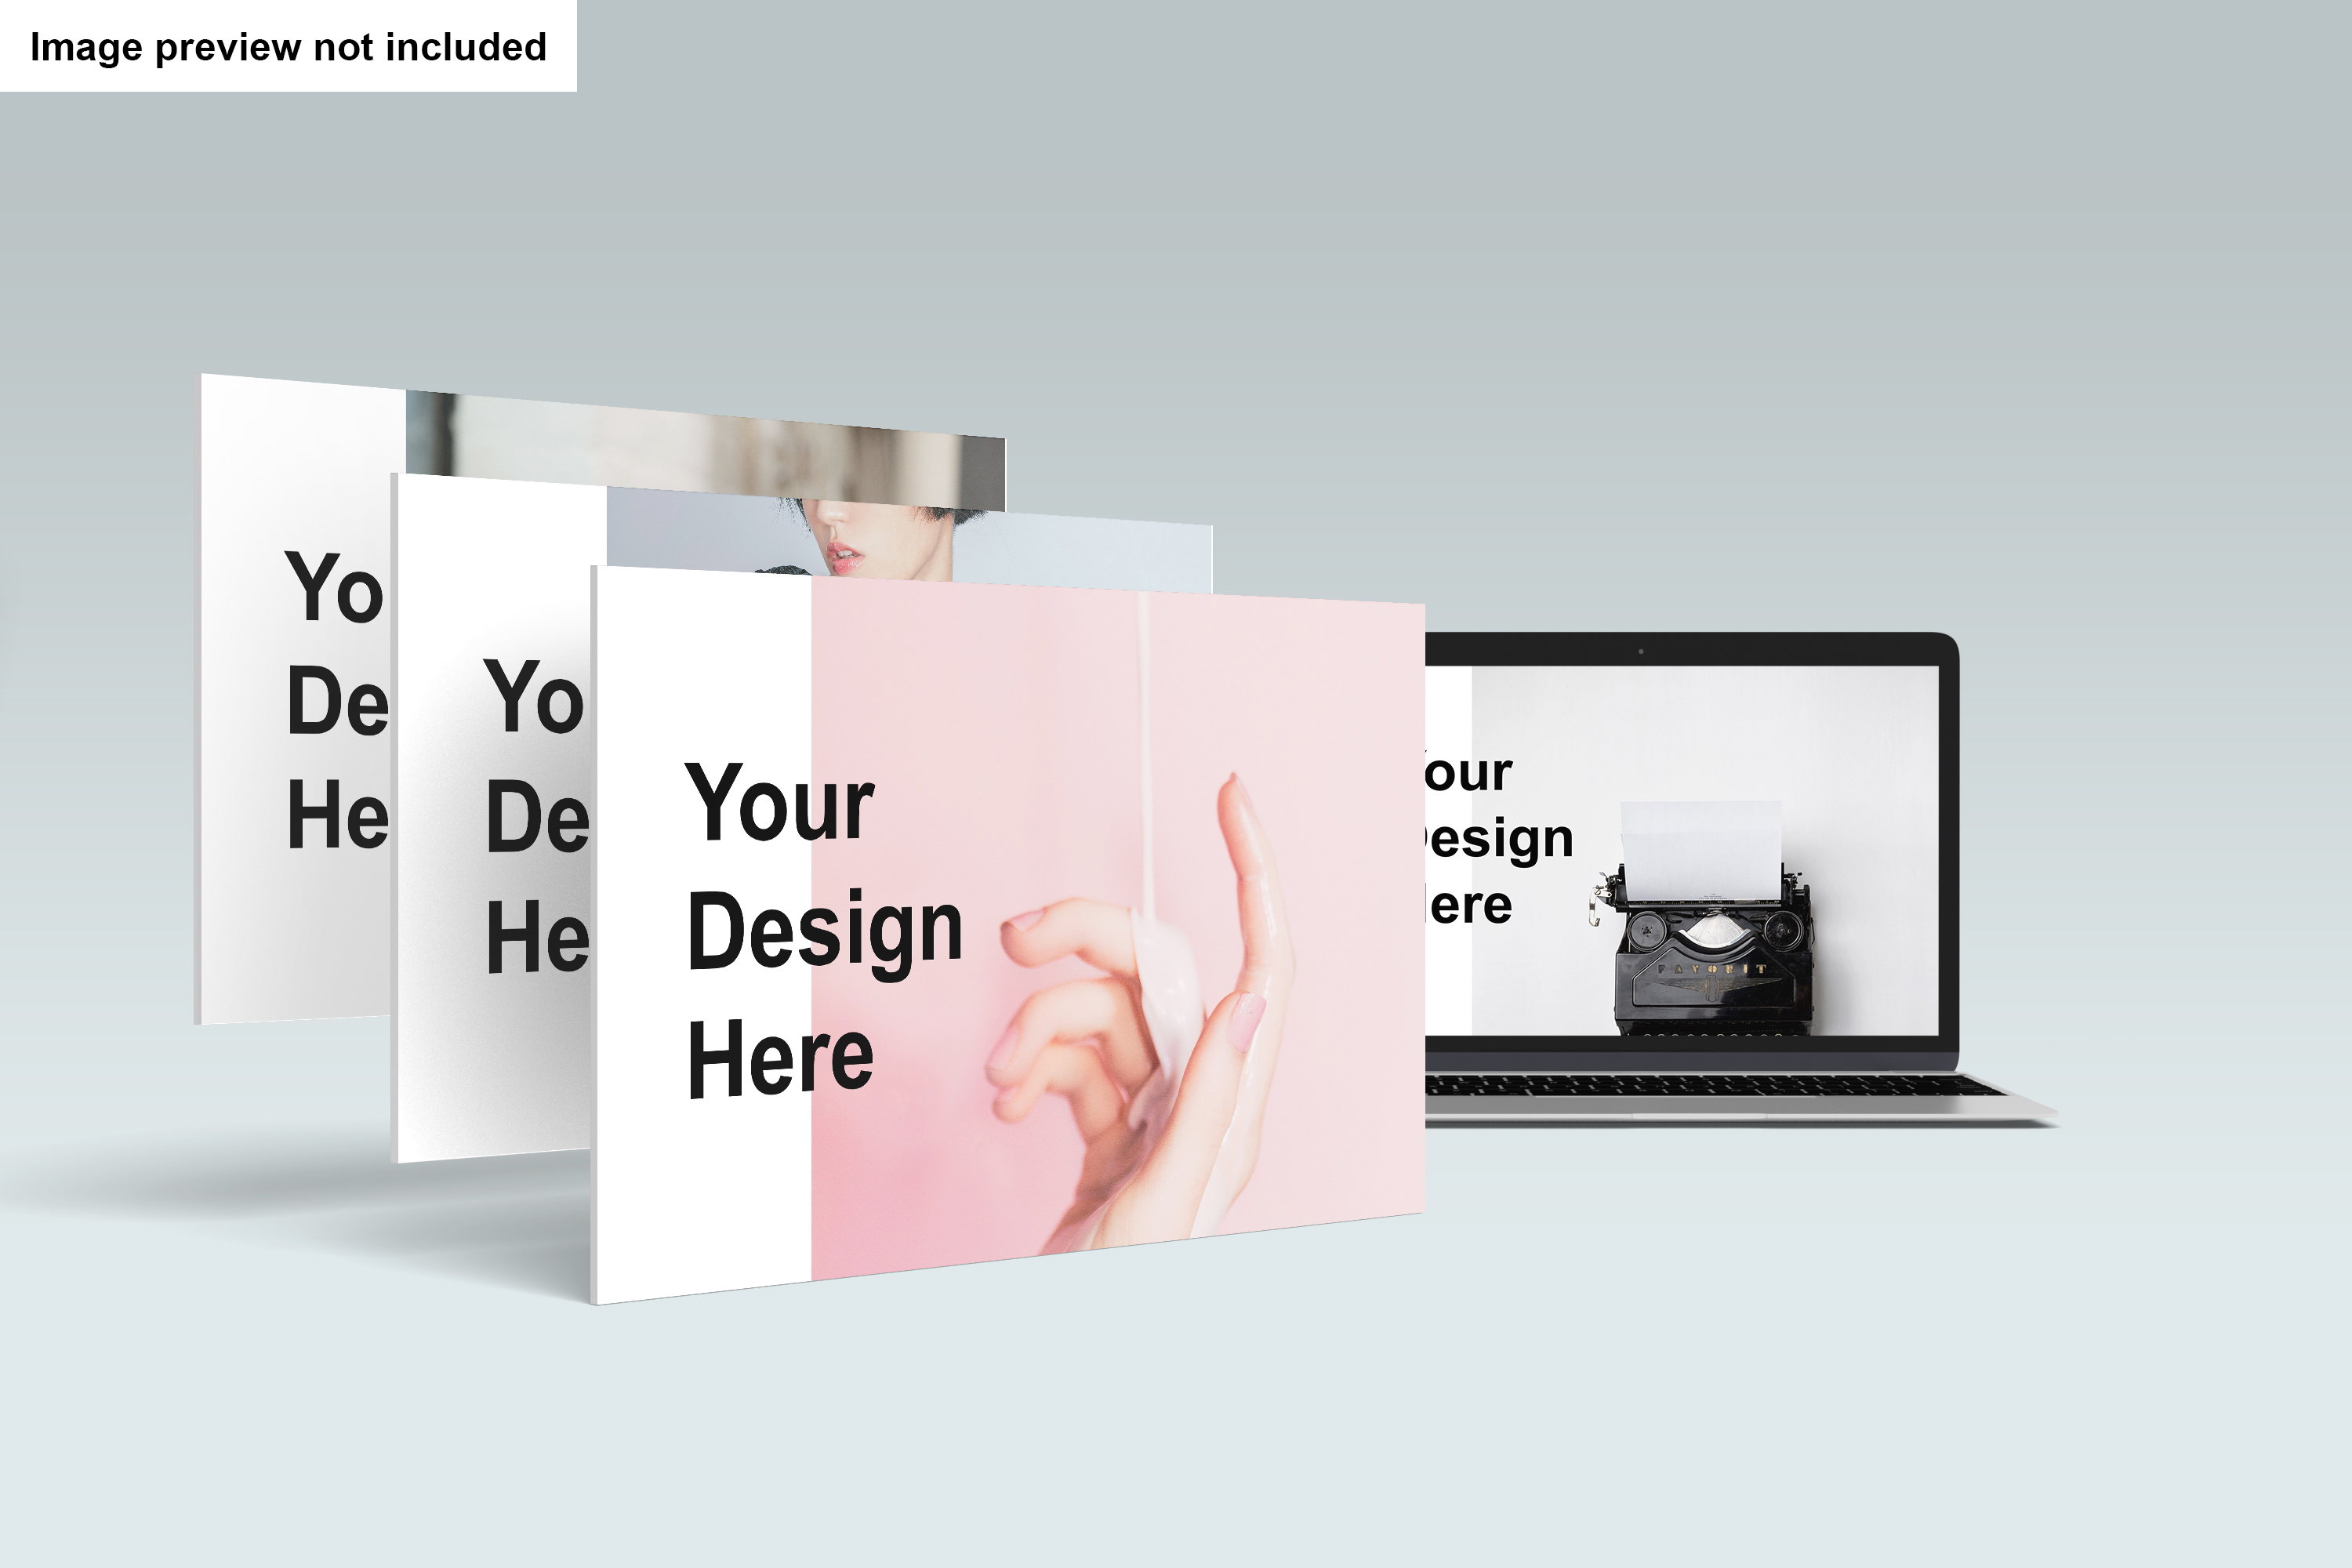 Image preview not included
Yo
De
He
Yo
De
He
Your
Design
Here
our
esign
ere
FAVORIT